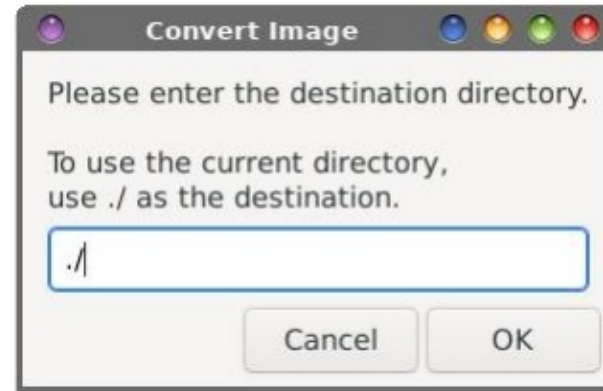 Convert Image
Please enter the destination directory.
To use the current directory,
use ./ as the destination.
./
Cancel
OK